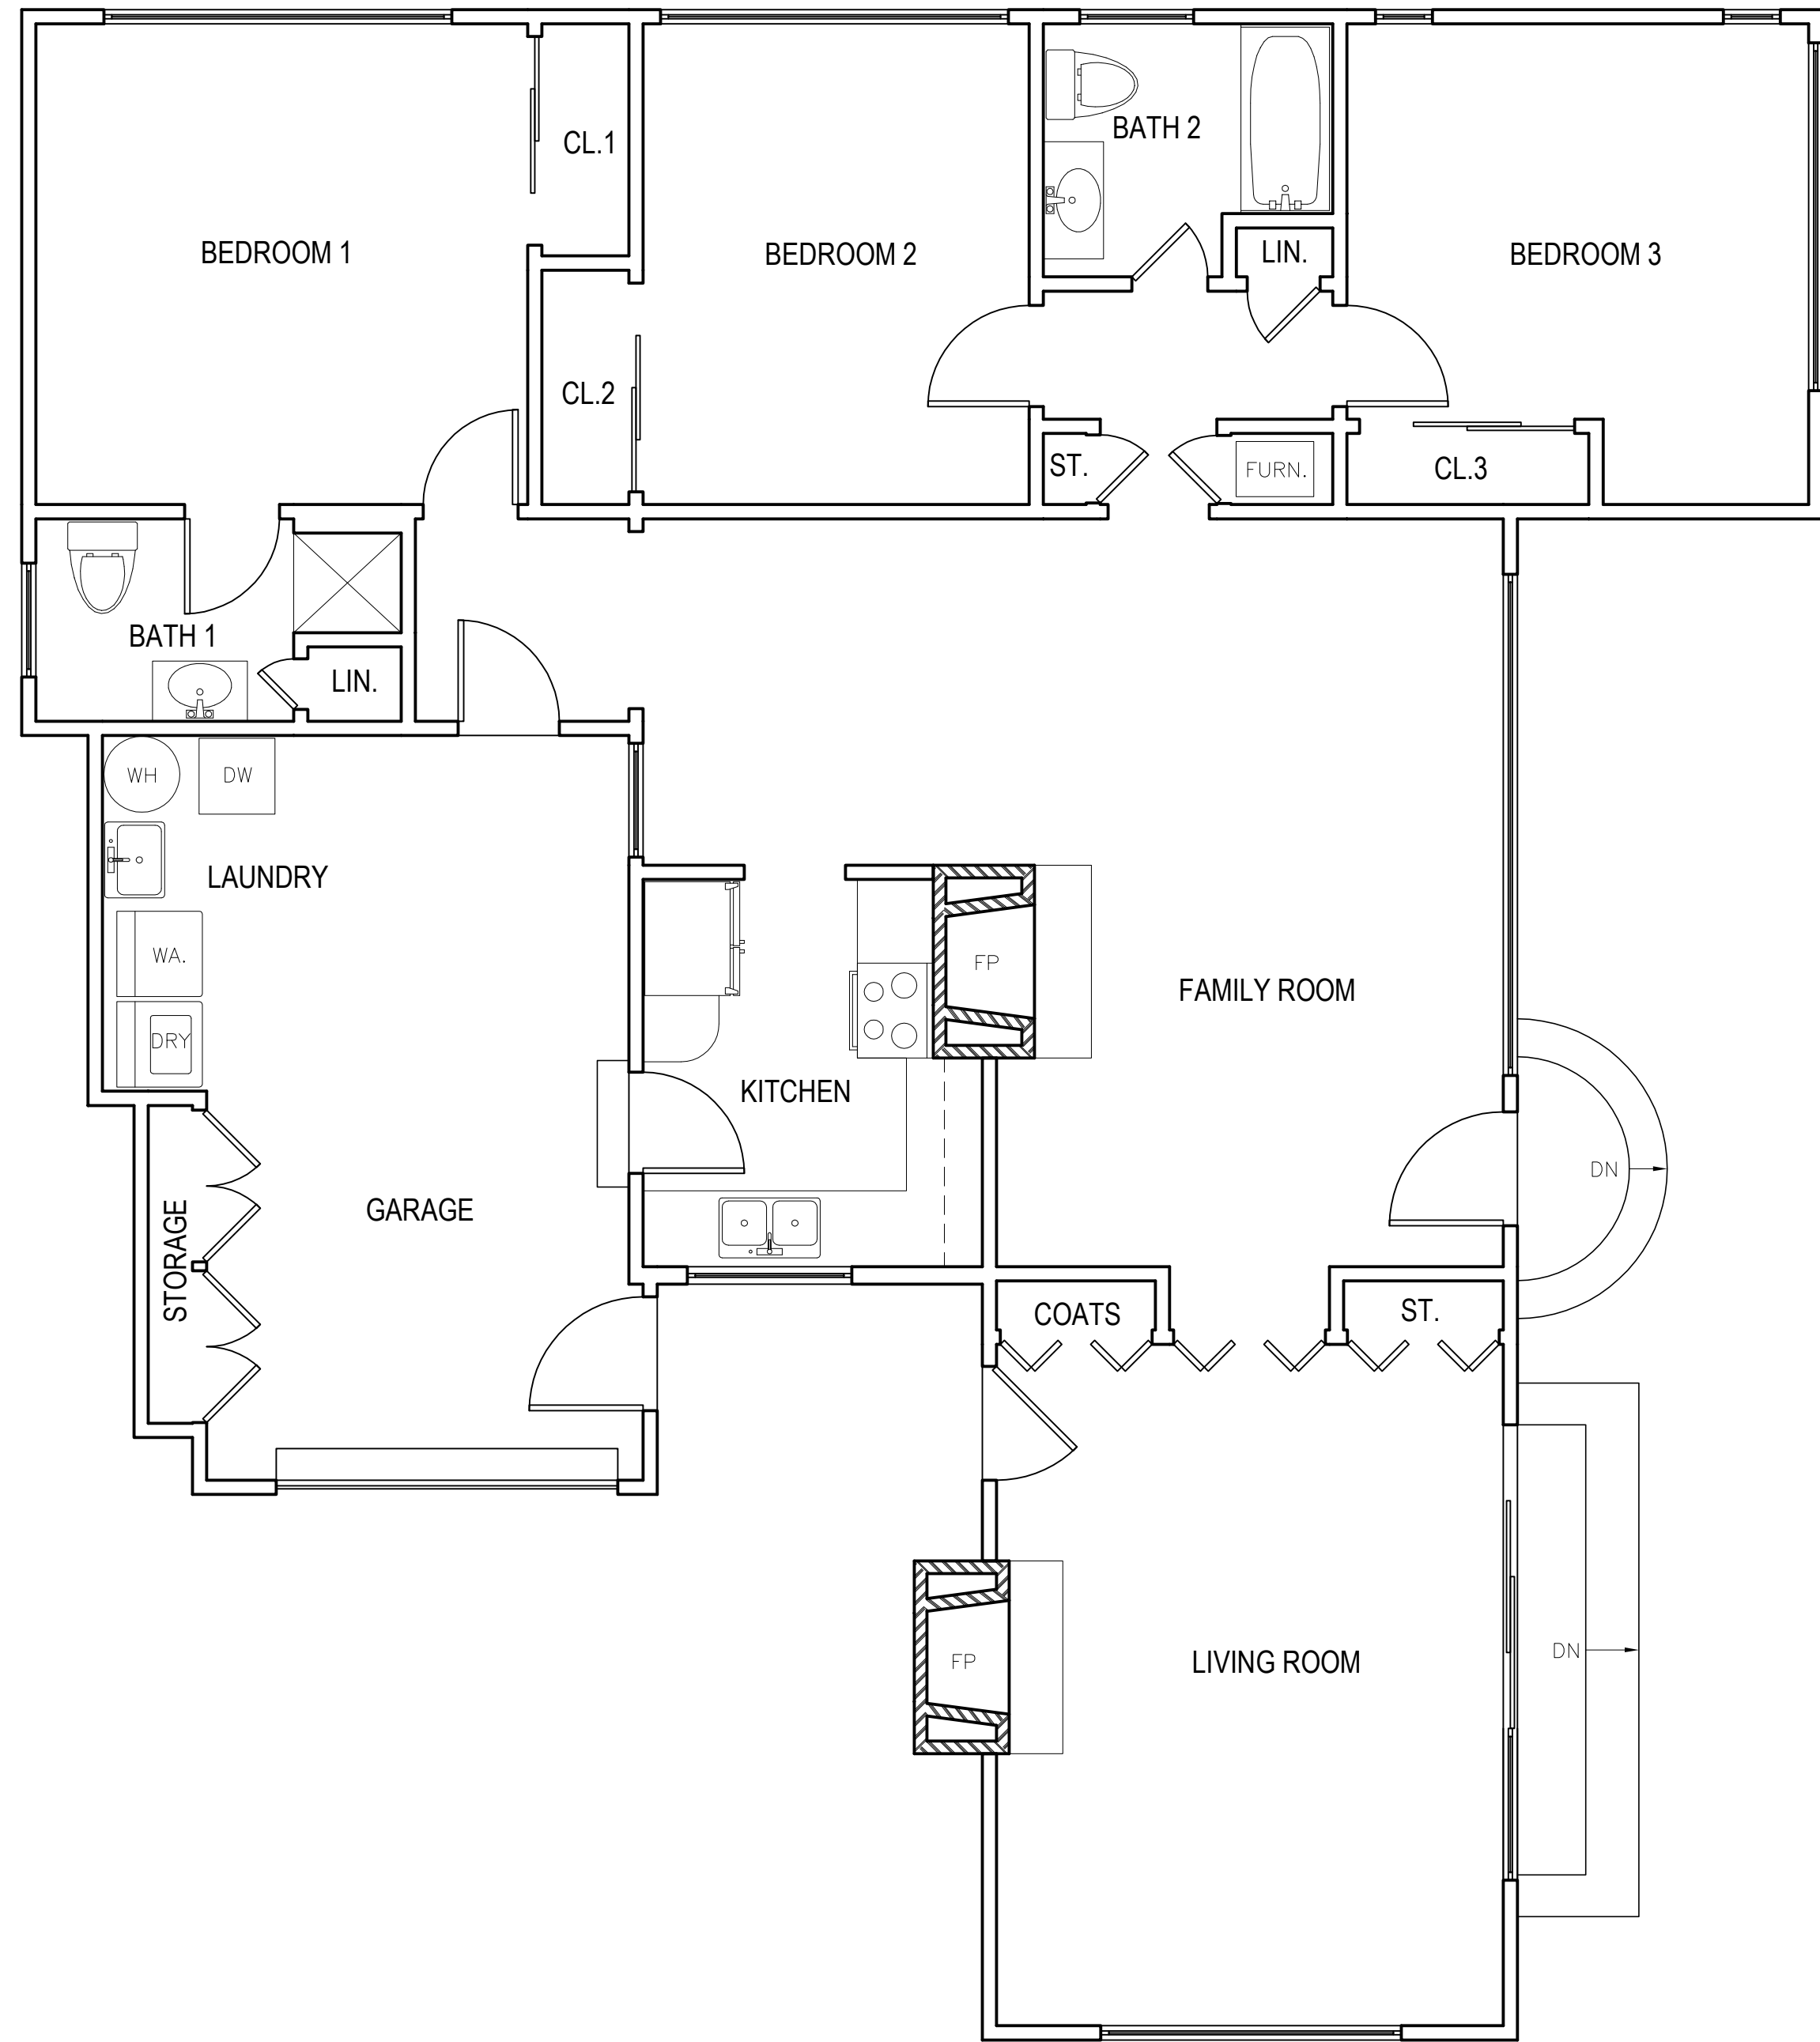 CL.1
BATH 2
BEDROOM 1
BEDROOM 2
LIN.
BEDROOM 3
CL.2
ST.
FURN.
CL.3
BATH 1
LIN.
WH
DW
LAUNDRY
WA.
FP
FAMILY ROOM
DRY
KITCHEN
DN
GARAGE
STORAGE
COATS
ST.
DN
FP
LIVING ROOM